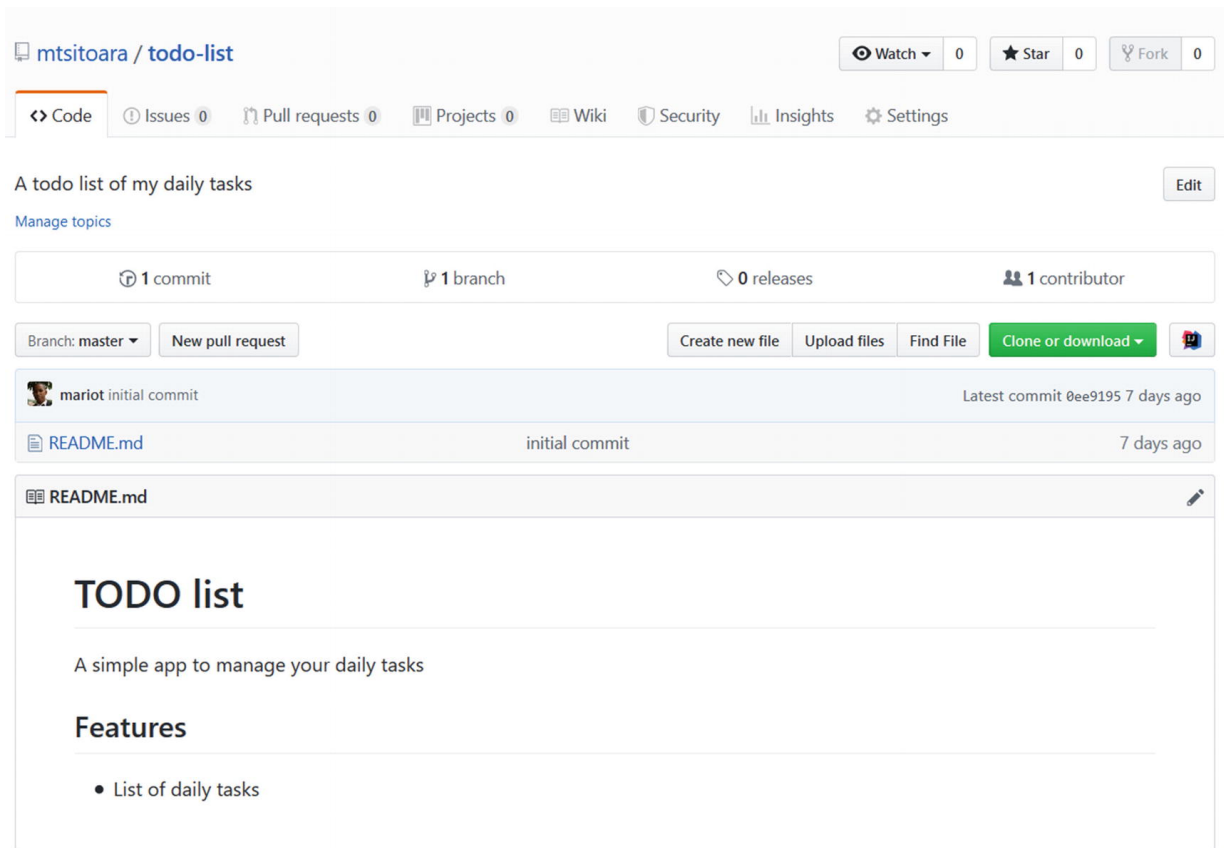 mtsitoara / todo-list Watch 0 Star 0 Fork 0
Code Issues 0 Pull requests 0 Projects 0 Wiki Security Insights Settings
A todo list of my daily tasks Edit
Manage topics
1 commit 1 branch 0 releases 1 contributor
Branch: master New pull request Create new file Upload files Find File Clone or download
mariot initial commit Latest commit 0ee9195 7 days ago
README.md initial commit 7 days ago
README.md
TODO list
A simple app to manage your daily tasks
Features
• List of daily tasks